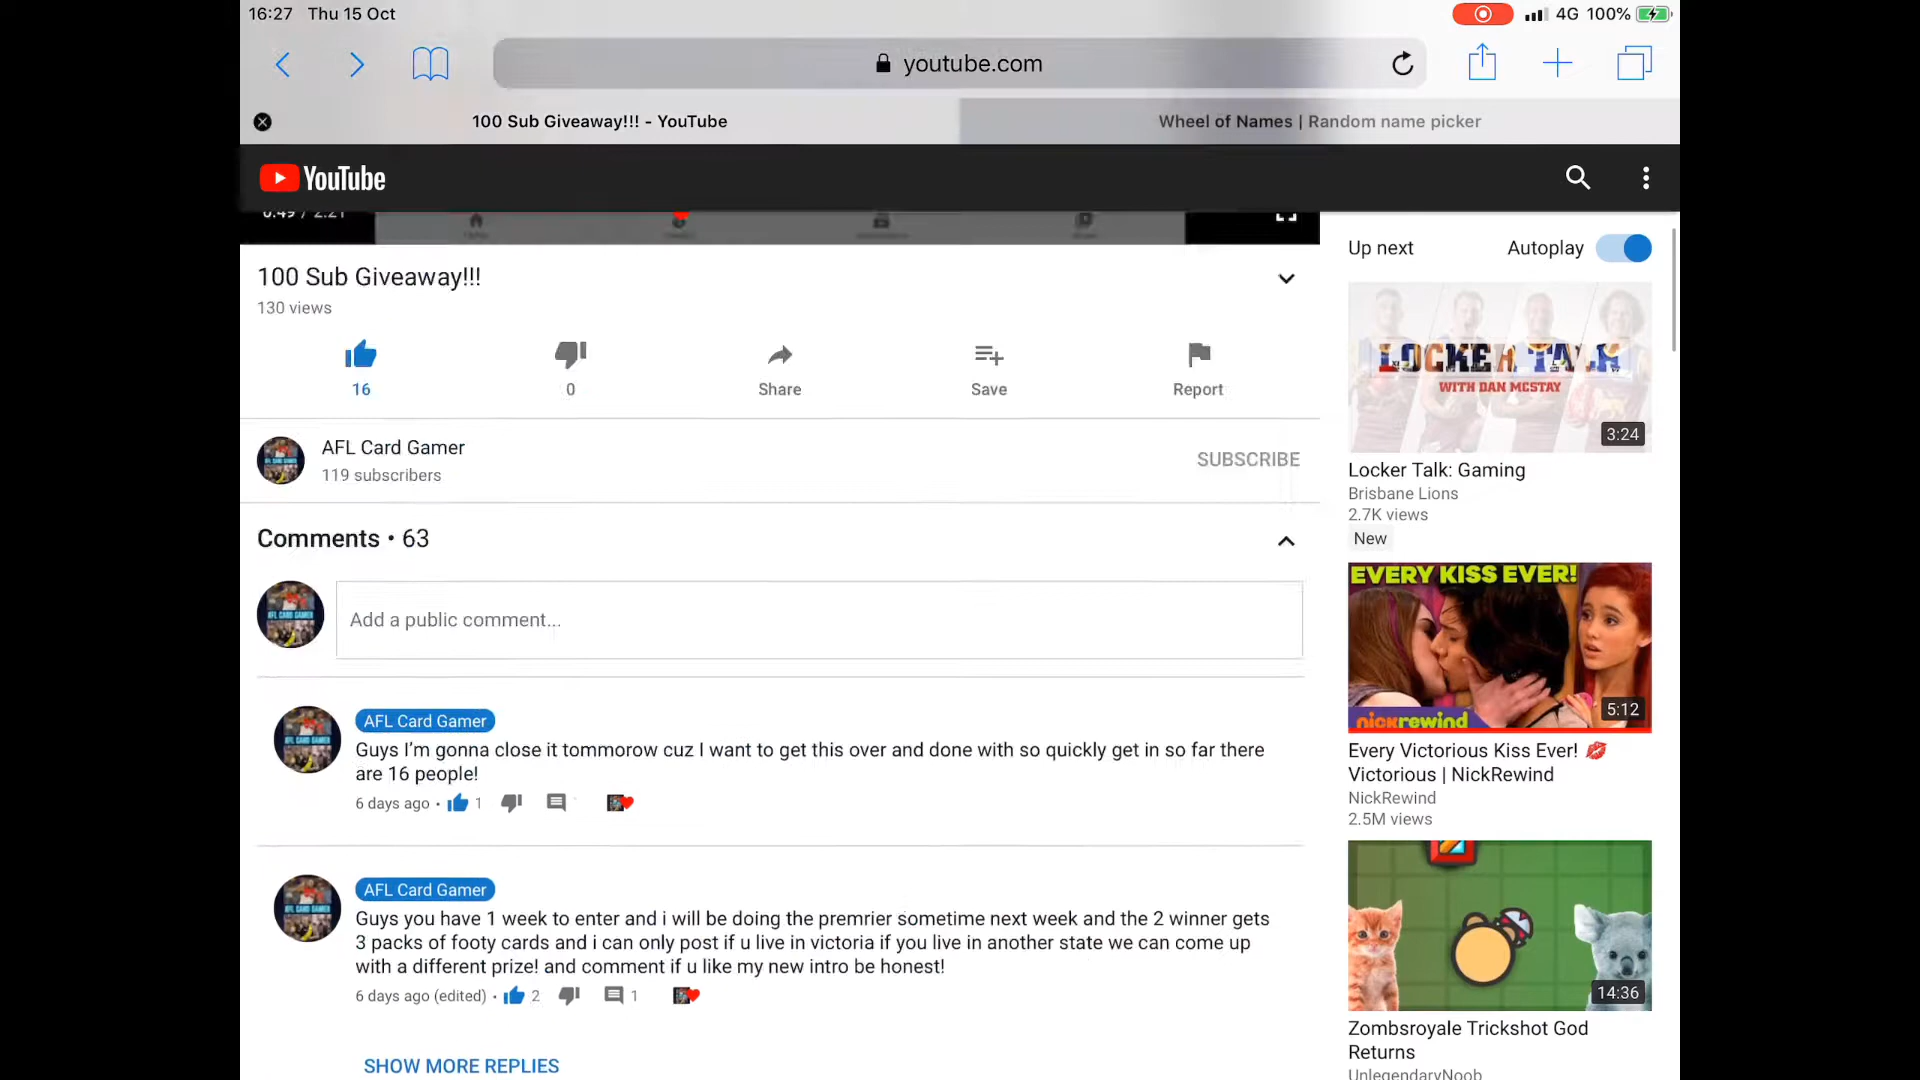 16:27 Thu 15 Oct
4G 100%
youtube.com
100 Sub Giveaway!!! - YouTube
Wheel of Names | Random name picker
YouTube
0:49 / 2:21
100 Sub Giveaway!!!
130 views
16
0
Share
Save
Report
AFL Card Gamer
119 subscribers
SUBSCRIBE
Comments • 63
Add a public comment...
AFL Card Gamer
Guys I'm gonna close it tommorow cuz I want to get this over and done with so quickly get in so far there
are 16 people!
6 days ago • 1
AFL Card Gamer
Guys you have 1 week to enter and i will be doing the premrier sometime next week and the 2 winner gets
3 packs of footy cards and i can only post if u live in victoria if you live in another state we can come up
with a different prize! and comment if u like my new intro be honest!
6 days ago (edited) • 2 1
SHOW MORE REPLIES
Up next
Autoplay
LOCKER TALK
WITH DAN MCSTAY
3:24
Locker Talk: Gaming
Brisbane Lions
2.7K views
New
EVERY KISS EVER!
nickrewind
5:12
Every Victorious Kiss Ever! 💋
Victorious | NickRewind
NickRewind
2.5M views
14:36
Zombsroyale Trickshot God
Returns
UnlegendaryNoob